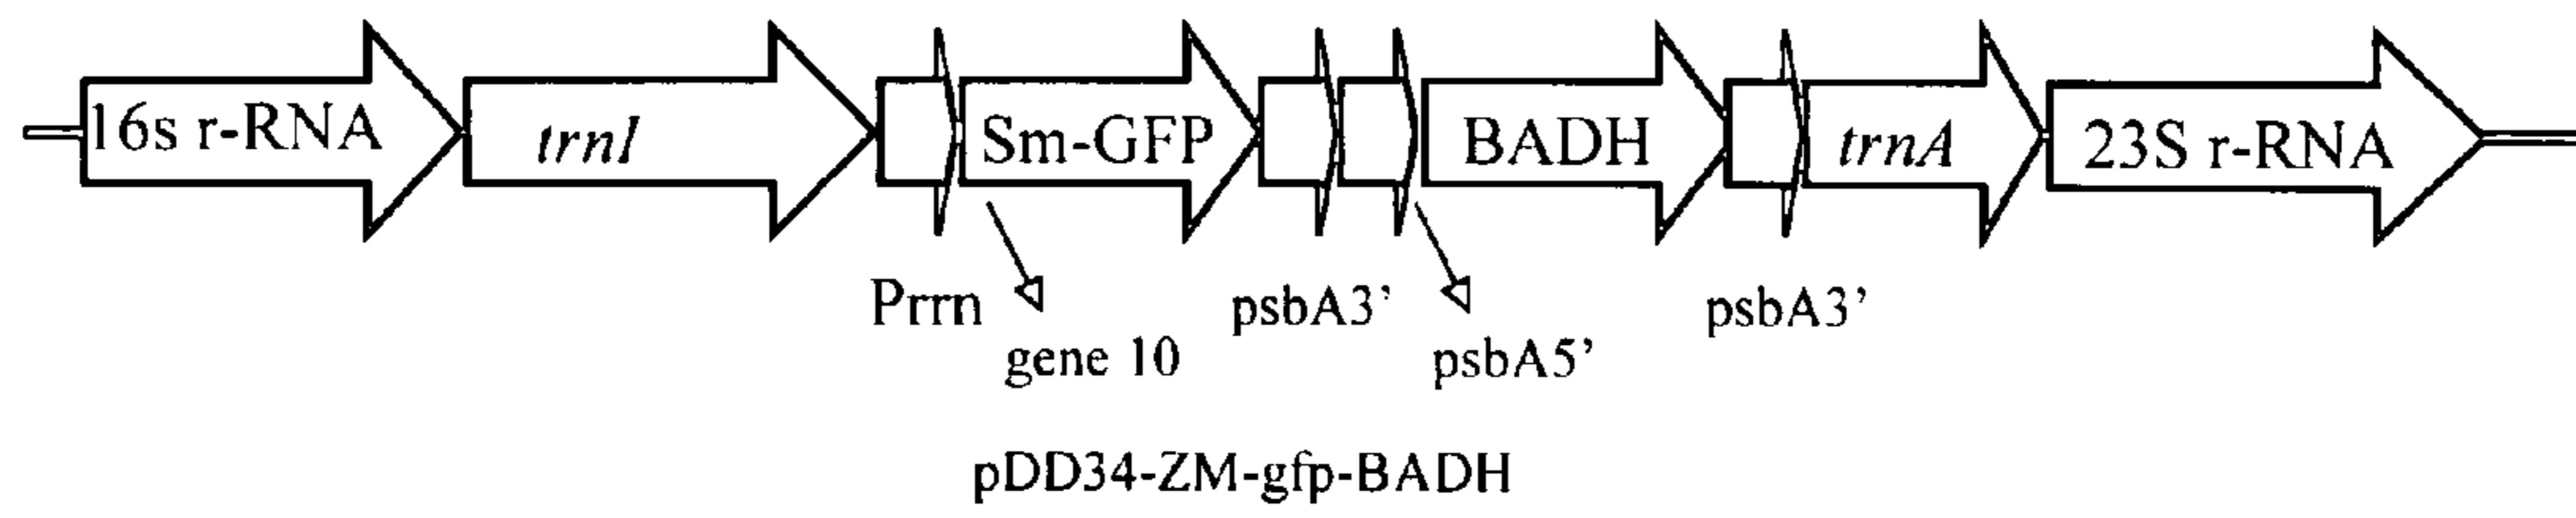 16s r-RNA trnI Sm-GFP BADH trnA 23S r-RNA
Prrn psbA3’ psbA3’
gene 10 psbA5’
pDD34-ZM-gfp-BADH